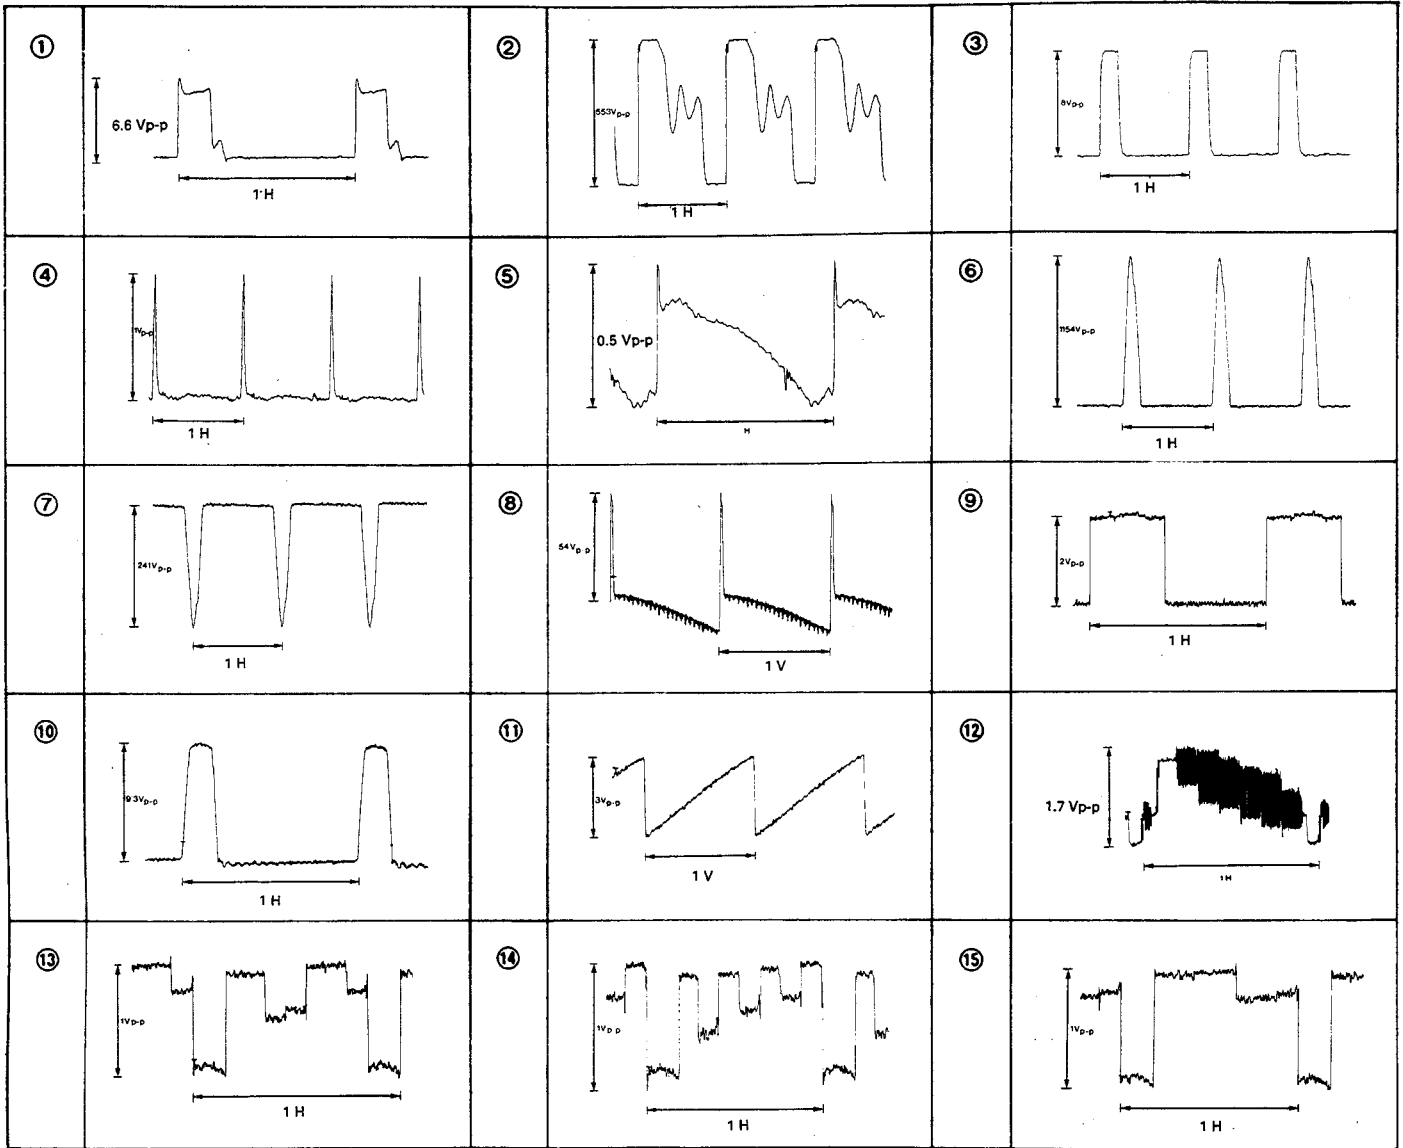 ①
6.6 Vp-p
1 H
②
553Vp-p
1 H
③
8Vp-p
1 H
④
1Vp-p
1 H
⑤
0.5 Vp-p
H
⑥
1154Vp-p
1 H
⑦
241Vp-p
1 H
⑧
54Vp-p
1 V
⑨
2Vp-p
1 H
⑩
9.3Vp-p
1 H
⑪
3Vp-p
1 V
⑫
1.7 Vp-p
1H
⑬
1Vp-p
1 H
⑭
1Vp-p
1 H
⑮
1Vp-p
1 H